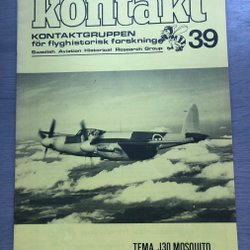 kontakt
KONTAKTGRUPPEN
för flyghistorisk forskning
Swedish Aviation Historical Research Group
39
TEMA J30 MOSQUITO